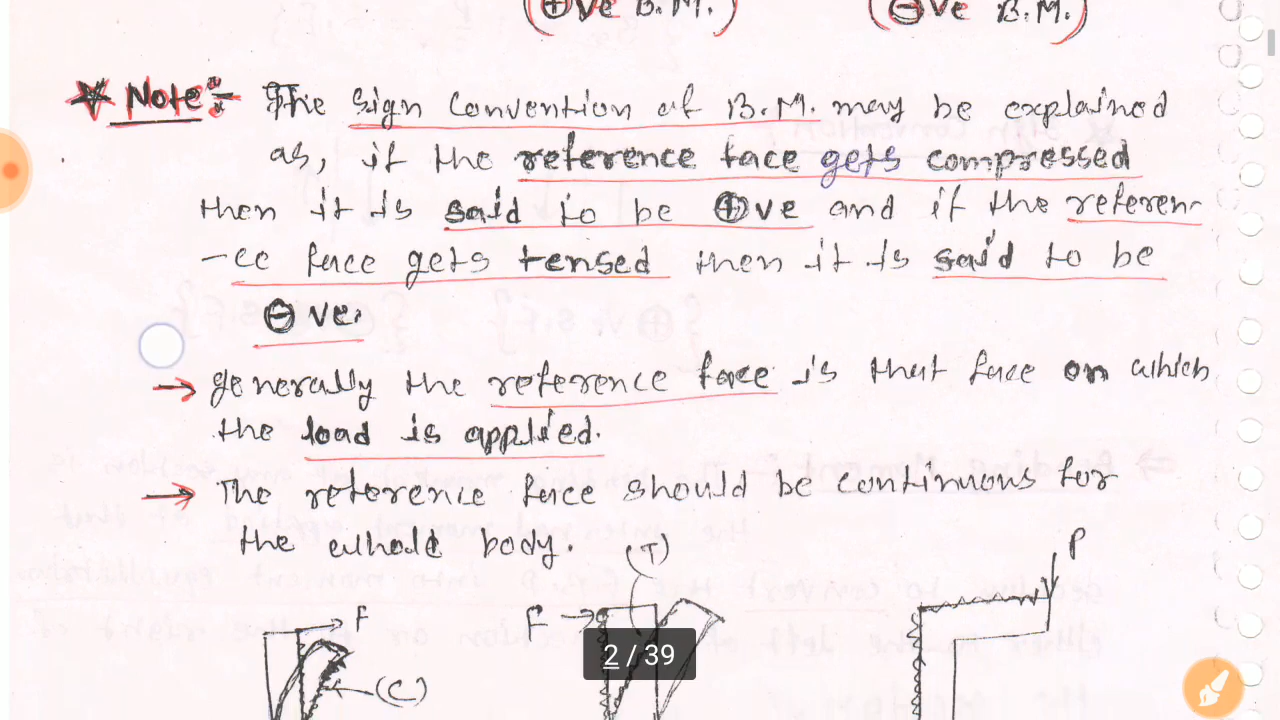 (⊕ve B.M.) (⊖ve B.M.)
Note:- The sign convention of B.M. may be explained
as, if the reference face gets compressed
then it is said to be ⊕ve and if the referen-
-ce face gets tensed then it is said to be
⊖ve.
→ generally the reference face is that face on which
the load is applied.
→ The reference face should be continuous for
the whole body.
(T)
P
F
F
2 / 39
(C)